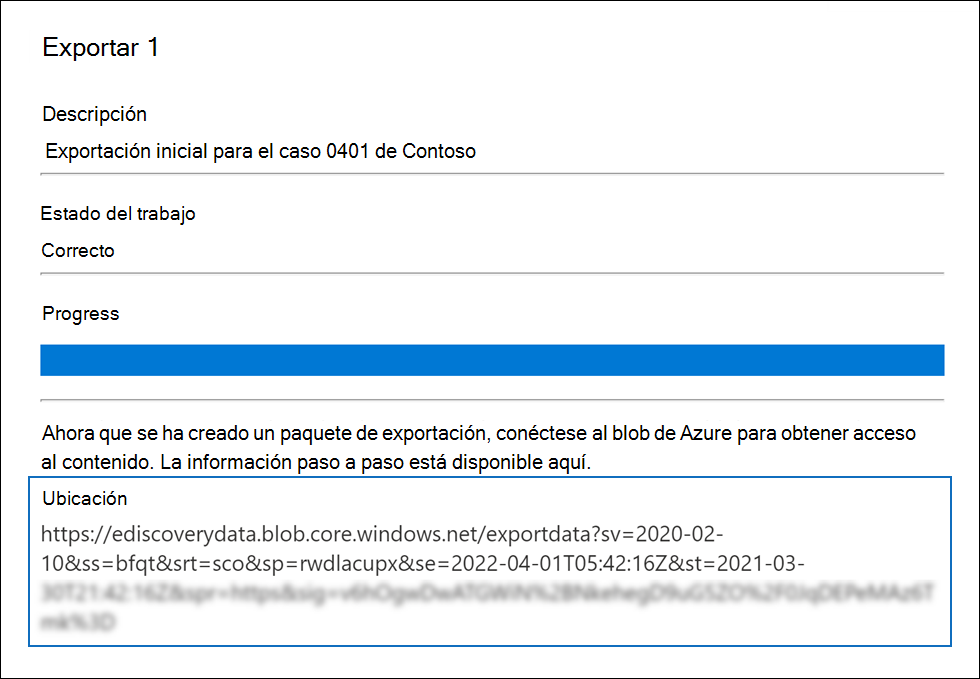 Exportar 1
Descripción
Exportación inicial para el caso 0401 de Contoso
Estado del trabajo
Correcto
Progress
Ahora que se ha creado un paquete de exportación, conéctese al blob de Azure para obtener acceso
al contenido. La información paso a paso está disponible aquí.
Ubicación
https://ediscoverydata.blob.core.windows.net/exportdata?sv=2020-02-
10&ss=bfqt&srt=sco&sp=rwdlacupx&se=2022-04-01T05:42:16Z&st=2021-03-